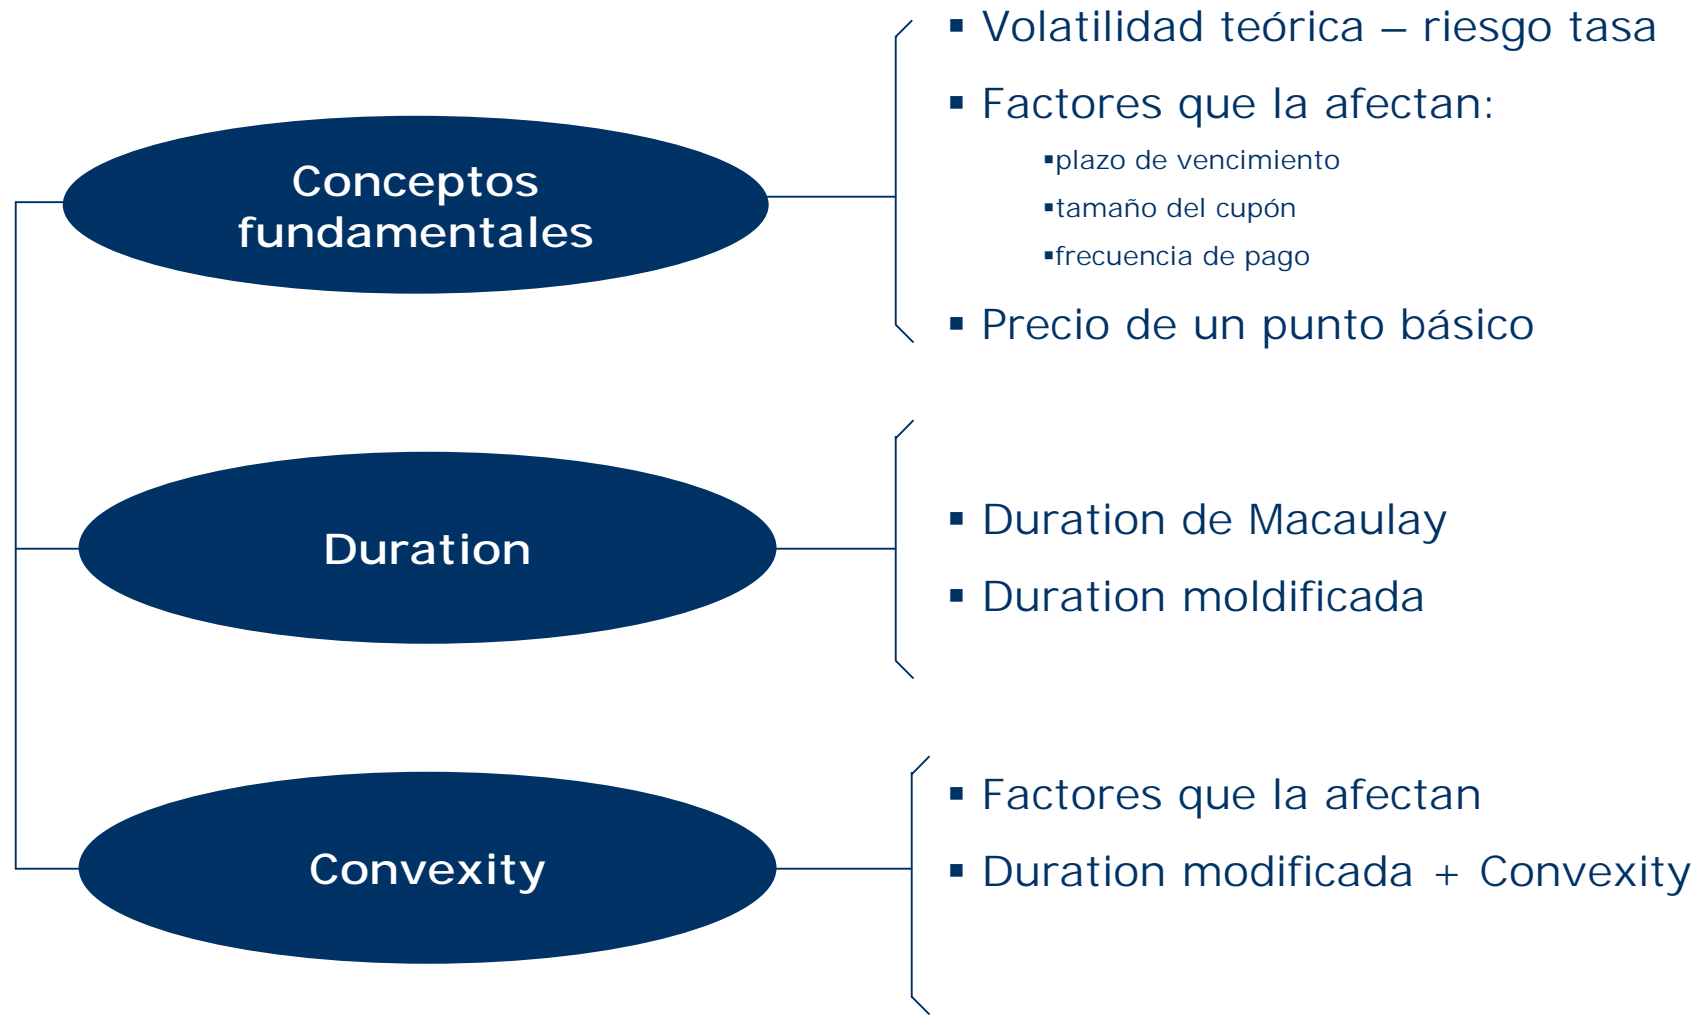 Conceptos
fundamentales
▪ Volatilidad teórica – riesgo tasa
▪ Factores que la afectan:
▪plazo de vencimiento
▪tamaño del cupón
▪frecuencia de pago
▪ Precio de un punto básico
Duration
▪ Duration de Macaulay
▪ Duration moldificada
Convexity
▪ Factores que la afectan
▪ Duration modificada + Convexity